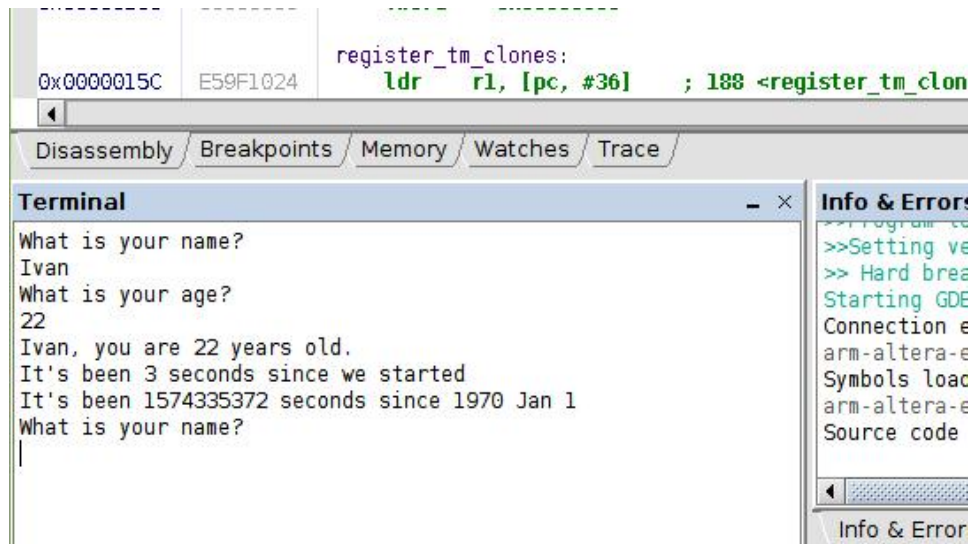 register_tm_clones:
0x0000015C E59F1024 ldr r1, [pc, #36] ; 188 <register_tm_clon
Disassembly Breakpoints Memory Watches Trace
Terminal
What is your name?
Ivan
What is your age?
22
Ivan, you are 22 years old.
It's been 3 seconds since we started
It's been 1574335372 seconds since 1970 Jan 1
What is your name?
Info & Errors
>>Setting ve
>> Hard brea
Starting GDB
Connection e
arm-altera-e
Symbols load
arm-altera-e
Source code
Info & Error